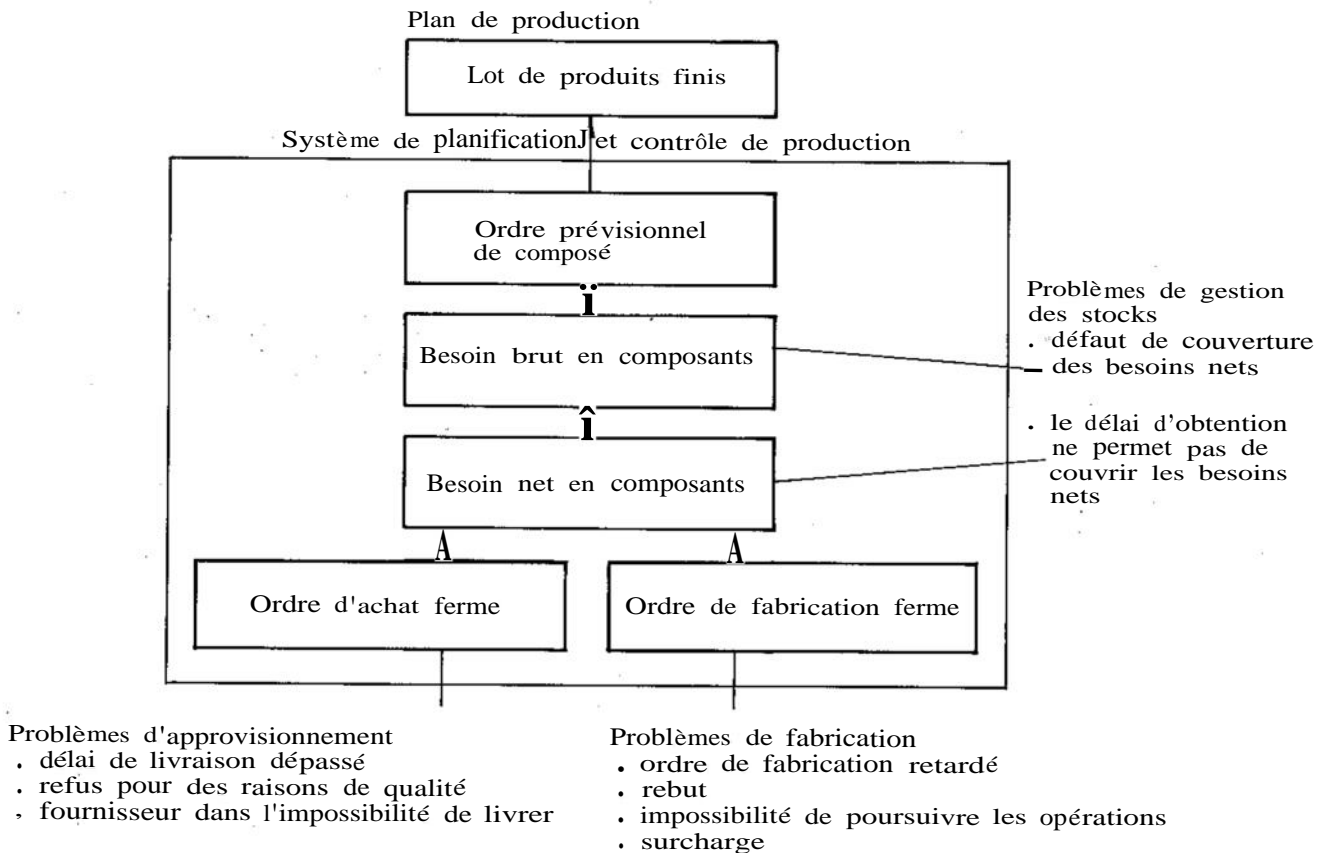 Plan de production
Lot de produits finis
Système de planificationJ et contrôle de production
Ordre prévisionnel
de composé
ï
Besoin brut en composants
î
Besoin net en composants
A A
Ordre d'achat ferme
Ordre de fabrication ferme
Problèmes de gestion
des stocks
. défaut de couverture
des besoins nets
. le délai d'obtention
ne permet pas de
couvrir les besoins
nets
Problèmes d'approvisionnement
. délai de livraison dépassé
. refus pour des raisons de qualité
, fournisseur dans l'impossibilité de livrer
Problèmes de fabrication
. ordre de fabrication retardé
. rebut
. impossibilité de poursuivre les opérations
. surcharge